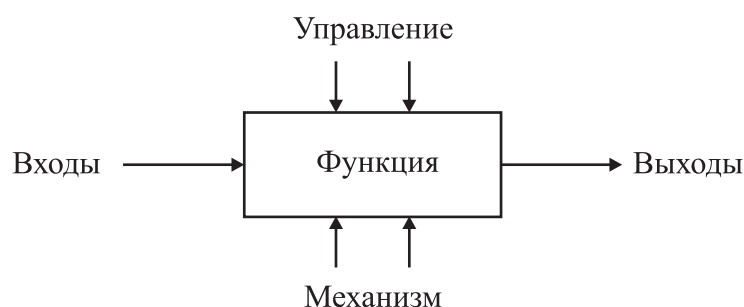 Управление
Входы
Функция
Выходы
Механизм